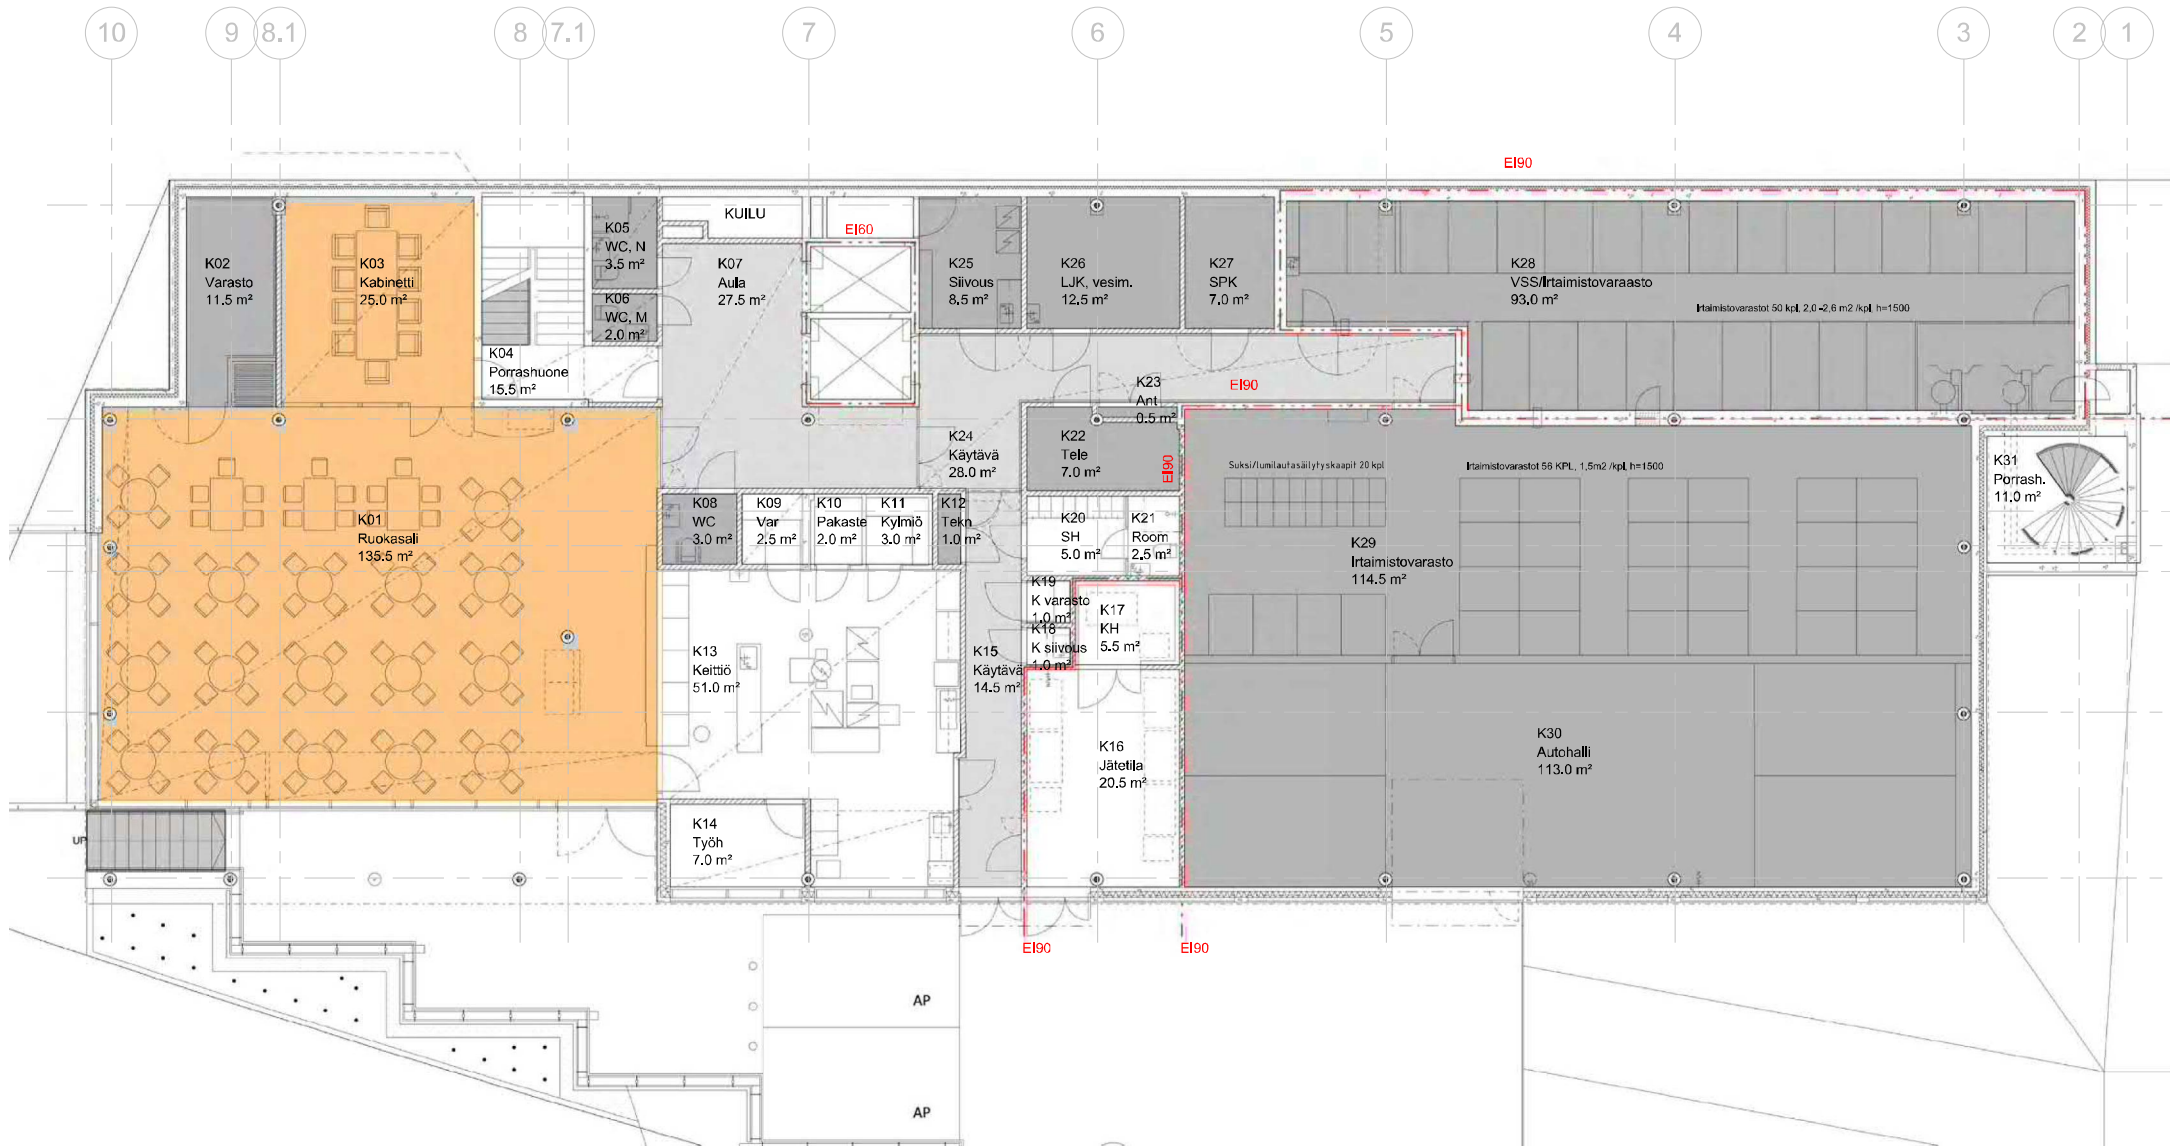 10
9
8.1
8
7.1
7
6
5
4
3
2
1
EI90
KUILU
EI60
K02
Varasto
11.5 m²
K03
Kabinetti
25.0 m²
K05
WC, N
3.5 m²
K06
WC, M
2.0 m²
K04
Porrashuone
15.5 m²
K07
Aula
27.5 m²
K25
Siivous
8.5 m²
K26
LJK, vesim.
12.5 m²
K27
SPK
7.0 m²
K28
VSS/Irtaimistovaraasto
93.0 m²
Irtaimistovarastot 50 kpl, 2,0 -2,6 m2 /kpl, h=1500
K23
Ant
0.5 m²
EI90
K24
Käytävä
28.0 m²
K22
Tele
7.0 m²
EI90
Suksi/lumilautasäilytyskaapit 20 kpl
Irtaimistovarastot 56 KPL, 1,5m2 /kpl, h=1500
K31
Porrash.
11.0 m²
K01
Ruokasali
135.5 m²
K08
WC
3.0 m²
K09
Var
2.5 m²
K10
Pakaste
2.0 m²
K11
Kylmiö
3.0 m²
K12
Tekn
1.0 m²
K20
SH
5.0 m²
K21
Room
2.5 m²
K29
Irtaimistovarasto
114.5 m²
K19
K varasto
1.0 m²
K18
K siivous
1.0 m²
K17
KH
5.5 m²
K13
Keittiö
51.0 m²
K15
Käytävä
14.5 m²
K16
Jätetila
20.5 m²
K30
Autohalli
113.0 m²
K14
Työh
7.0 m²
UP
EI90
EI90
AP
AP